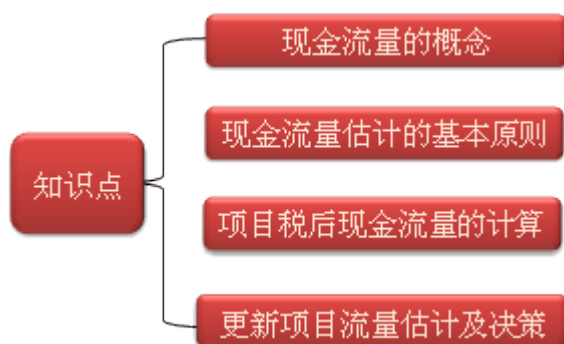 现金流量的概念
现金流量估计的基本原则
知识点
项目税后现金流量的计算
更新项目流量估计及决策